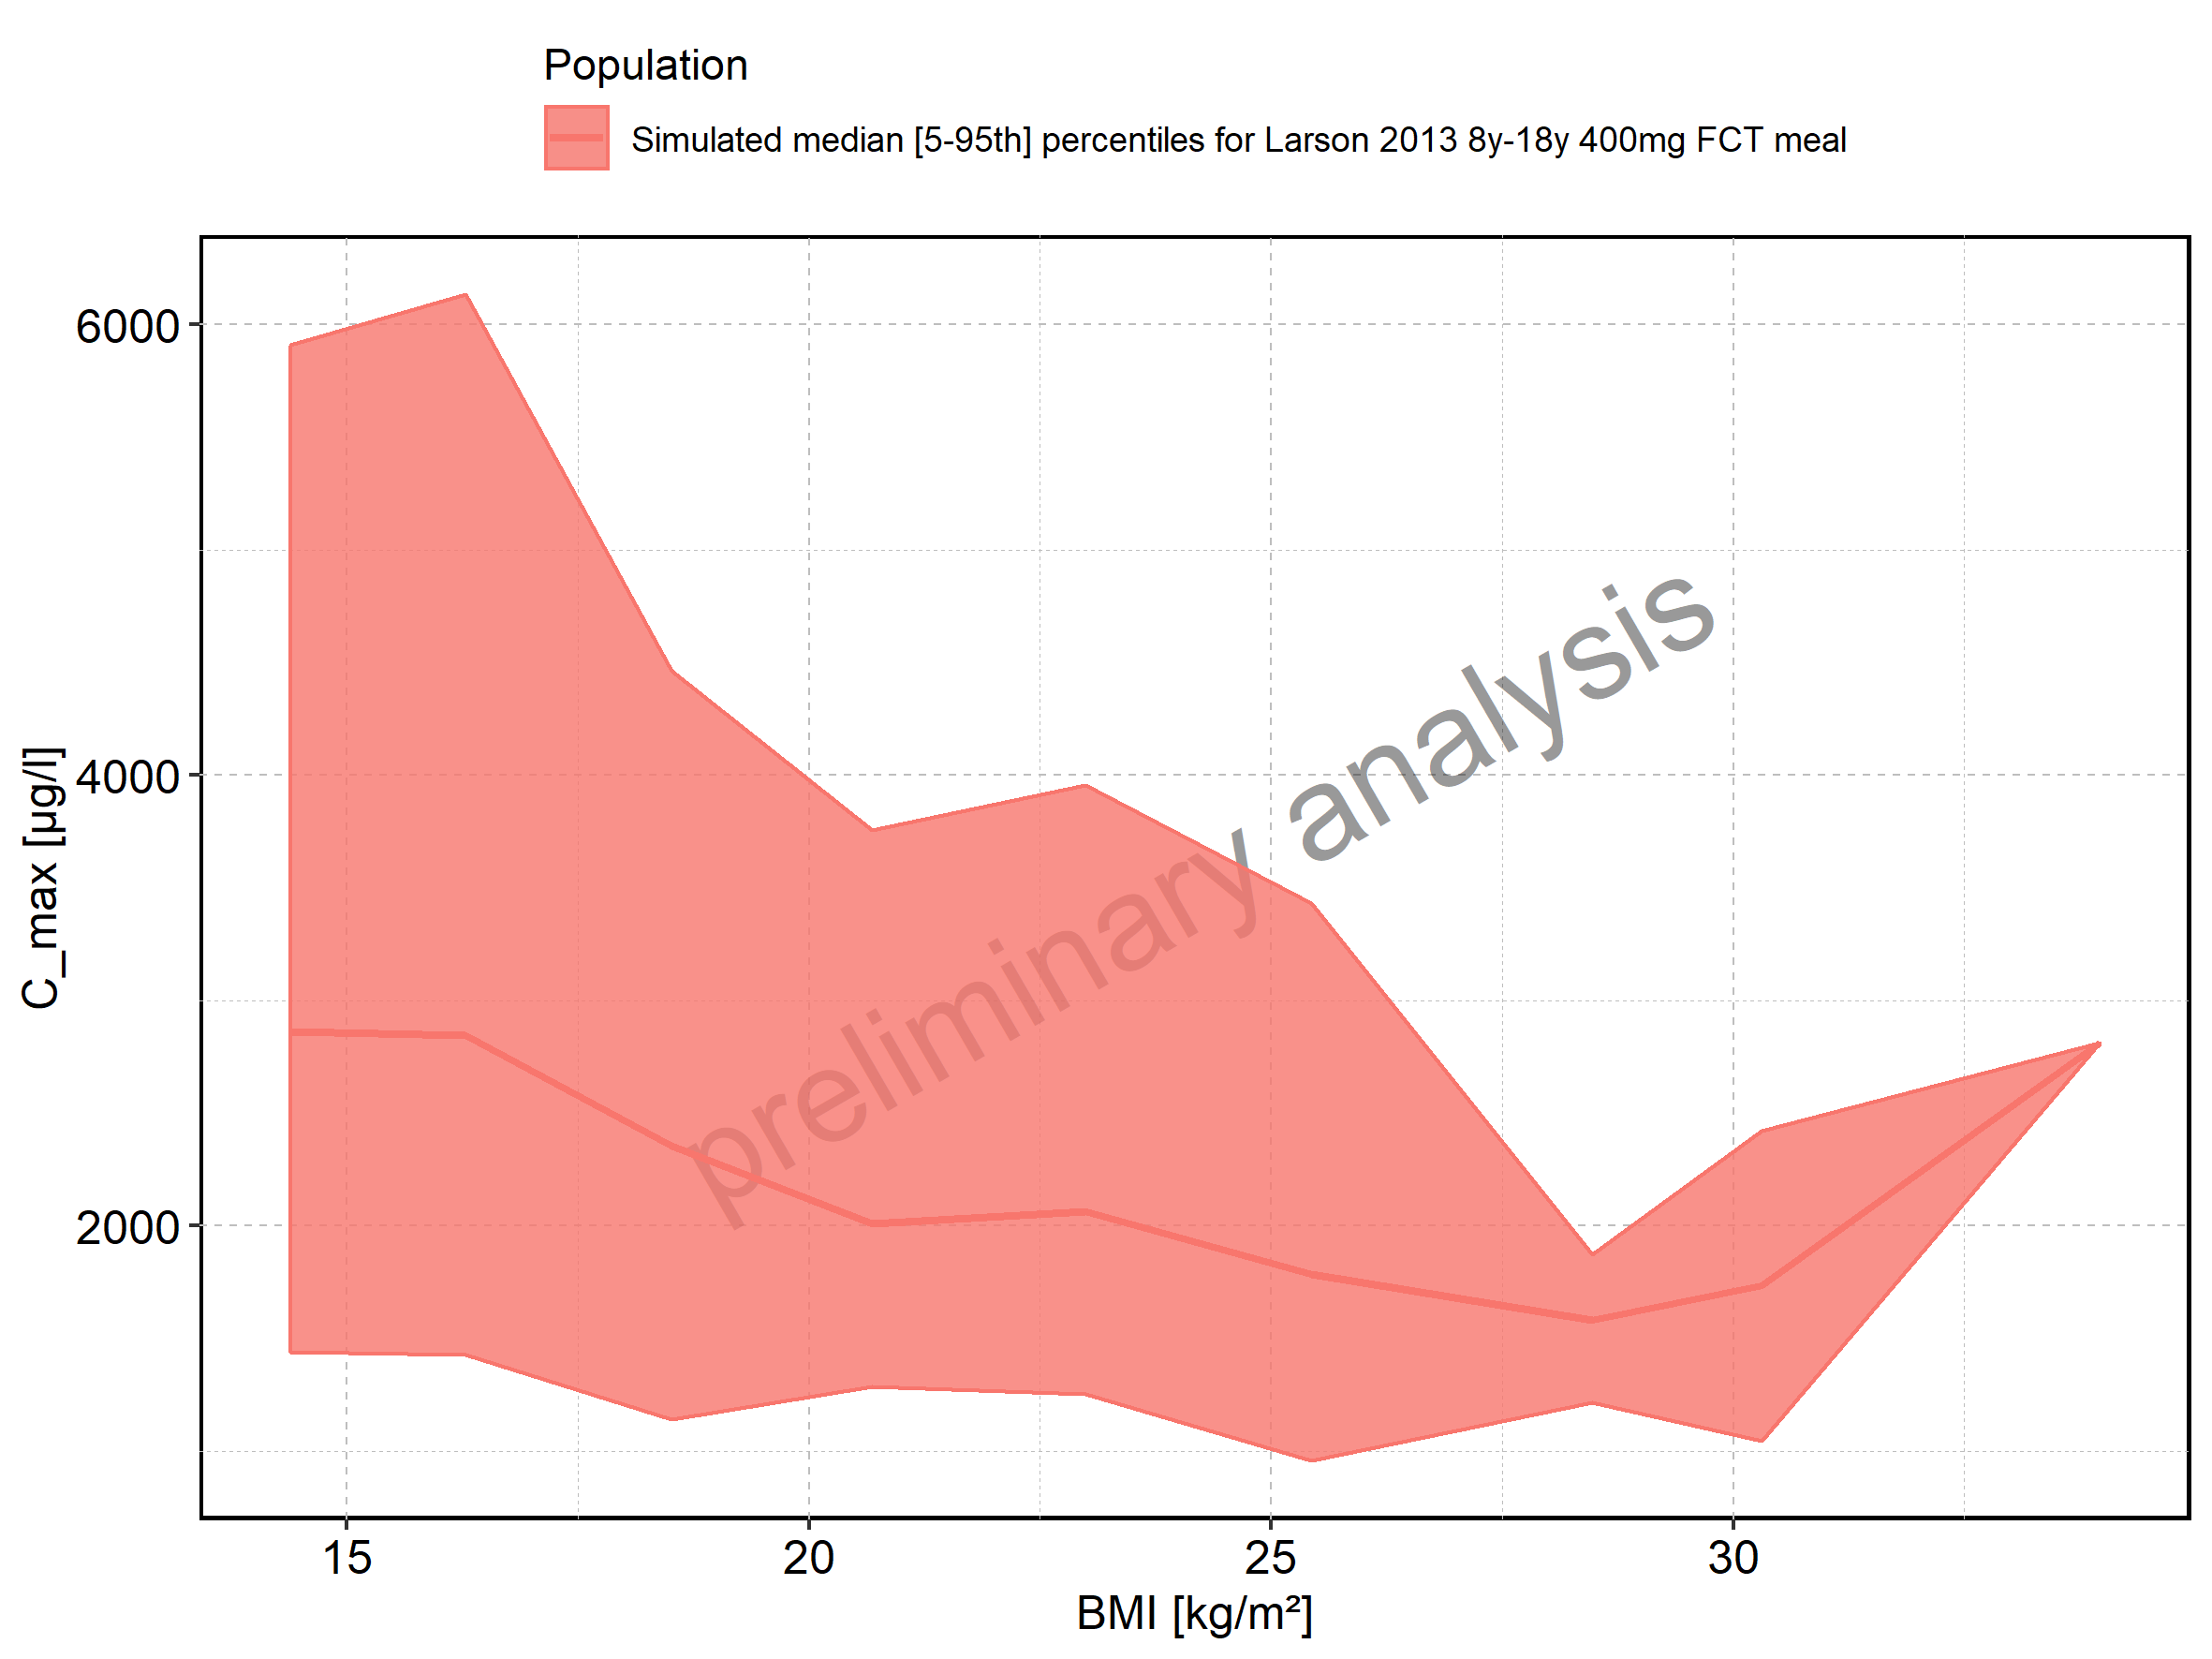 Population
Simulated median [5-95th] percentiles for Larson 2013 8y-18y 400mg FCT meal
6000
4000
2000
C_max [µg/l]
preliminary analysis
15 20 25 30
BMI [kg/m²]